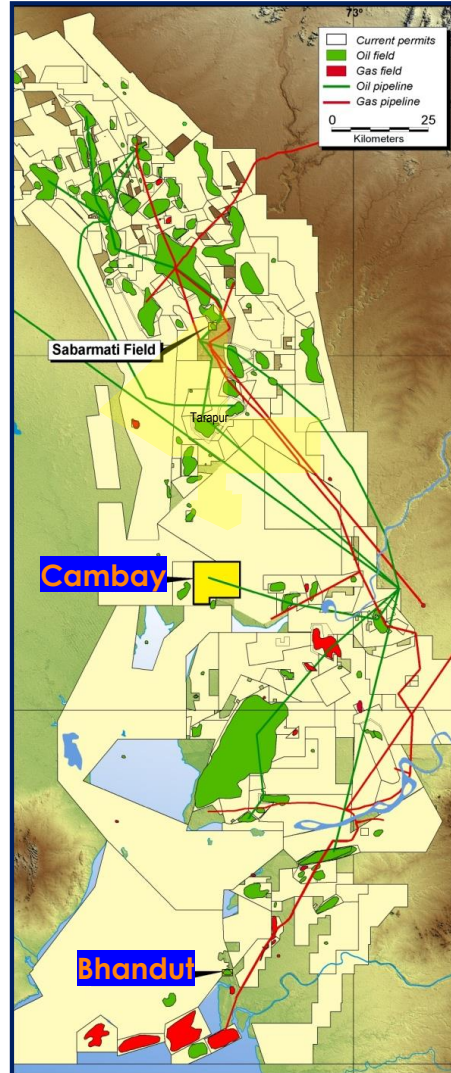 73°
Current permits
Oil field
Gas field
Oil pipeline
Gas pipeline
0 25
Kilometers
Sabarmati Field
Tarapur
Cambay
Bhandut